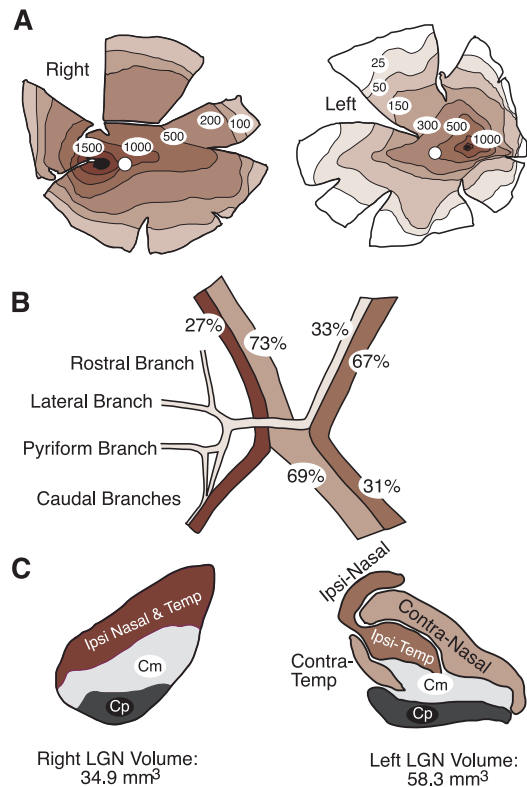 A
Right
1500
1000
500
200
100
Left
25
50
150
300
500
1000
B
27%
73%
33%
67%
Rostral Branch
Lateral Branch
Pyriform Branch
Caudal Branches
69%
31%
C
Ipsi Nasal & Temp
Cm
Cp
Right LGN Volume:
34.9 mm³
Ipsi-Nasal
Contra-Nasal
Ipsi-Temp
Contra-
Temp
Cm
Cp
Left LGN Volume:
58.3 mm³